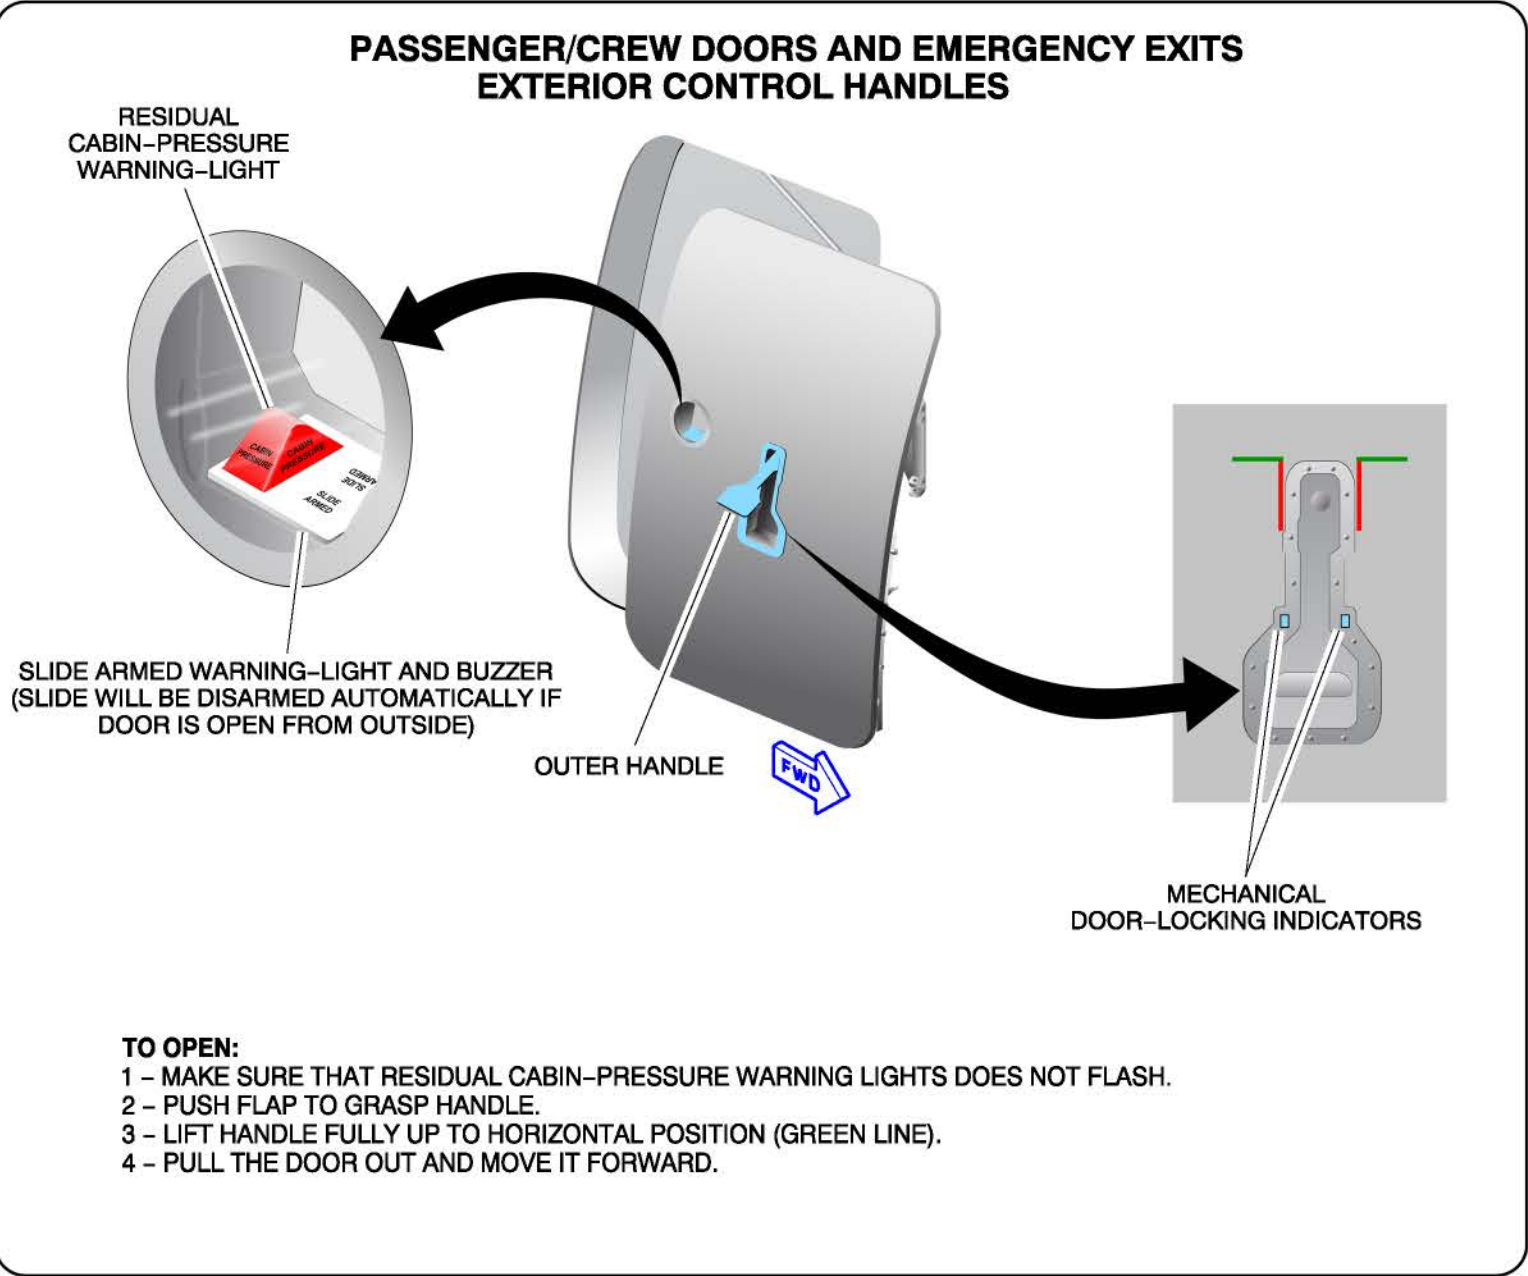 PASSENGER/CREW DOORS AND EMERGENCY EXITS
EXTERIOR CONTROL HANDLES
RESIDUAL
CABIN–PRESSURE
WARNING–LIGHT
CABIN
PRESSURE
CABIN
PRESSURE
SLIDE
ARMED
SLIDE
ARMED
SLIDE ARMED WARNING–LIGHT AND BUZZER
(SLIDE WILL BE DISARMED AUTOMATICALLY IF
DOOR IS OPEN FROM OUTSIDE)
OUTER HANDLE
FWD
MECHANICAL
DOOR–LOCKING INDICATORS
TO OPEN:
1 – MAKE SURE THAT RESIDUAL CABIN–PRESSURE WARNING LIGHTS DOES NOT FLASH.
2 – PUSH FLAP TO GRASP HANDLE.
3 – LIFT HANDLE FULLY UP TO HORIZONTAL POSITION (GREEN LINE).
4 – PULL THE DOOR OUT AND MOVE IT FORWARD.